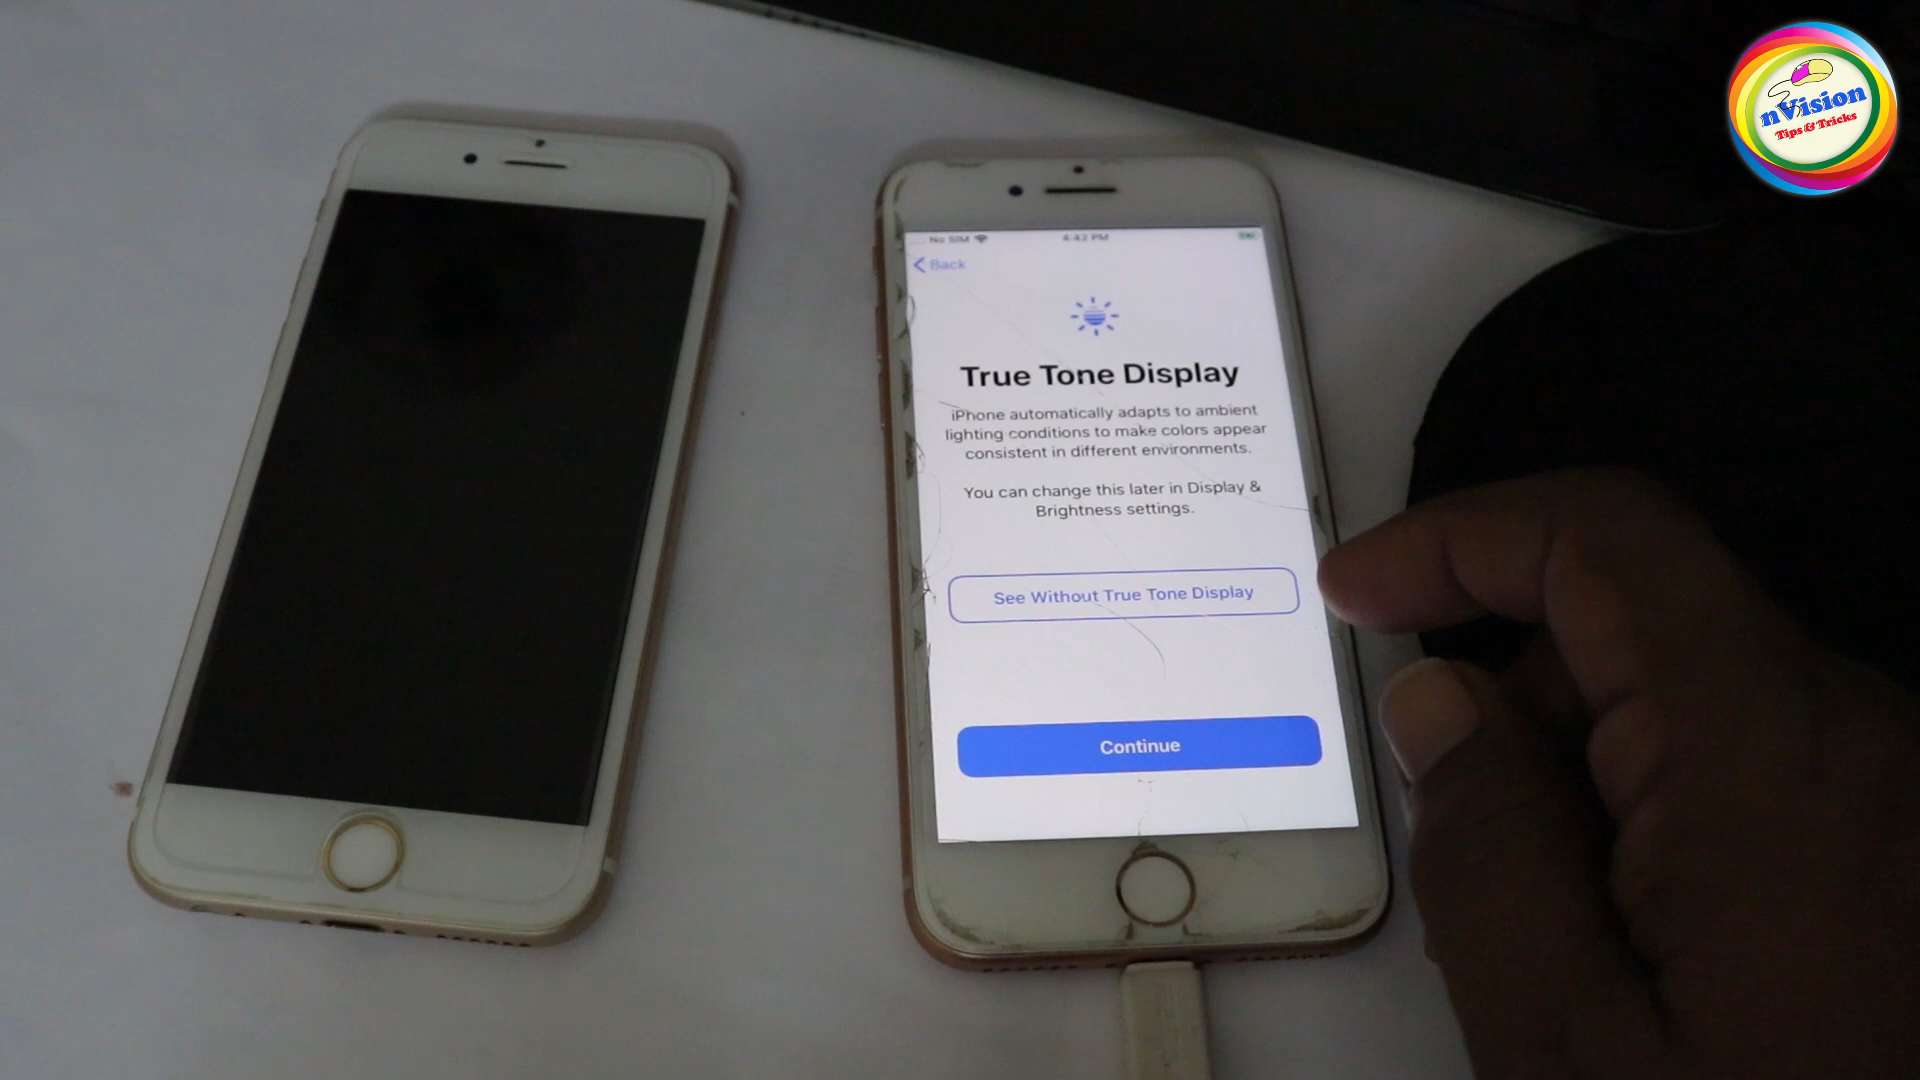 nVision
Tips & Tricks
No SIM
4:42 PM
Back
True Tone Display
iPhone automatically adapts to ambient
lighting conditions to make colors appear
consistent in different environments.
You can change this later in Display &
Brightness settings.
See Without True Tone Display
Continue